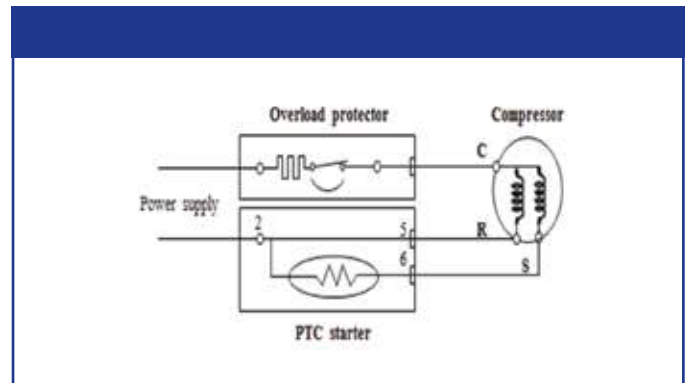 Overload protector
Compressor
C
Power supply
2
5
R
6
S
PTC starter